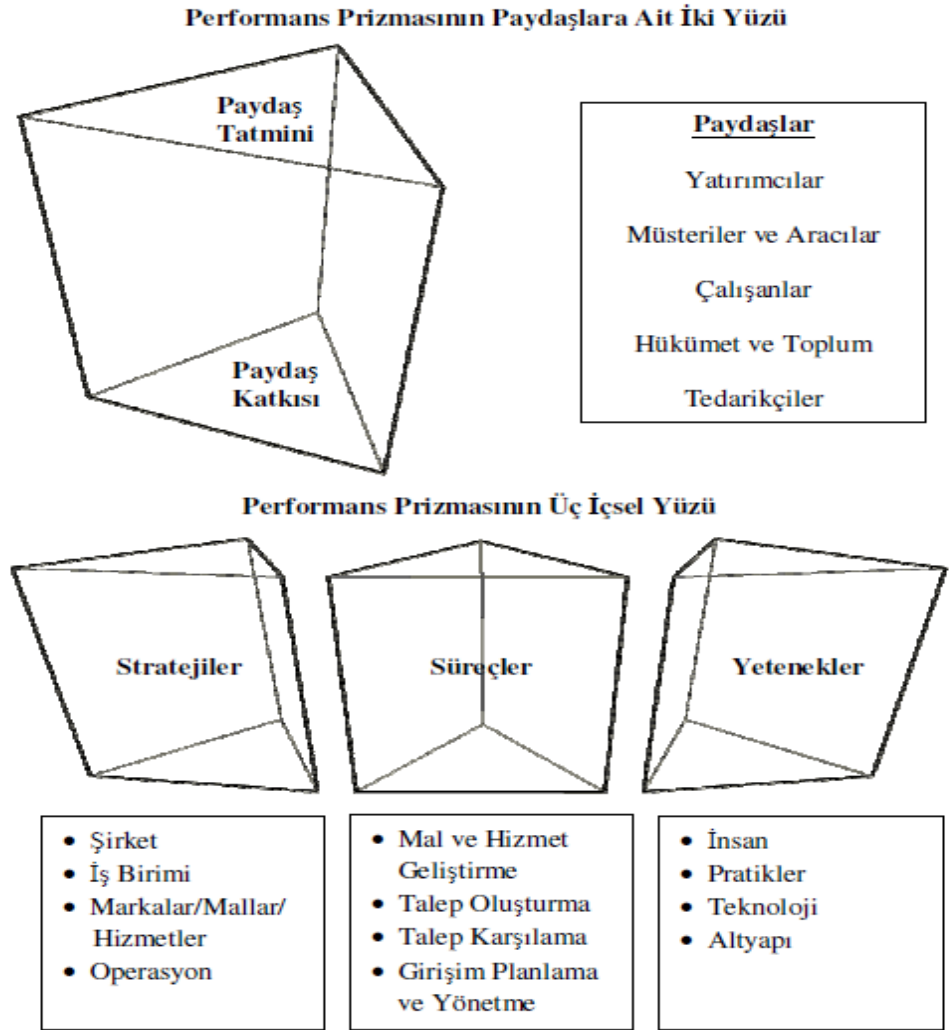 Performans Prizmasının Paydaşlara Ait İki Yüzü
Paydaş
Tatmini
Paydaş
Katkısı
Paydaşlar
Yatırımcılar
Müsteriler ve Aracılar
Çalışanlar
Hükümet ve Toplum
Tedarikçiler
Performans Prizmasının Üç İçsel Yüzü
Stratejiler
Süreçler
Yetenekler
• Şirket
• İş Birimi
• Markalar/Mallar/
Hizmetler
• Operasyon
• Mal ve Hizmet
Geliştirme
• Talep Oluşturma
• Talep Karşılama
• Girişim Planlama
ve Yönetme
• İnsan
• Pratikler
• Teknoloji
• Altyapı